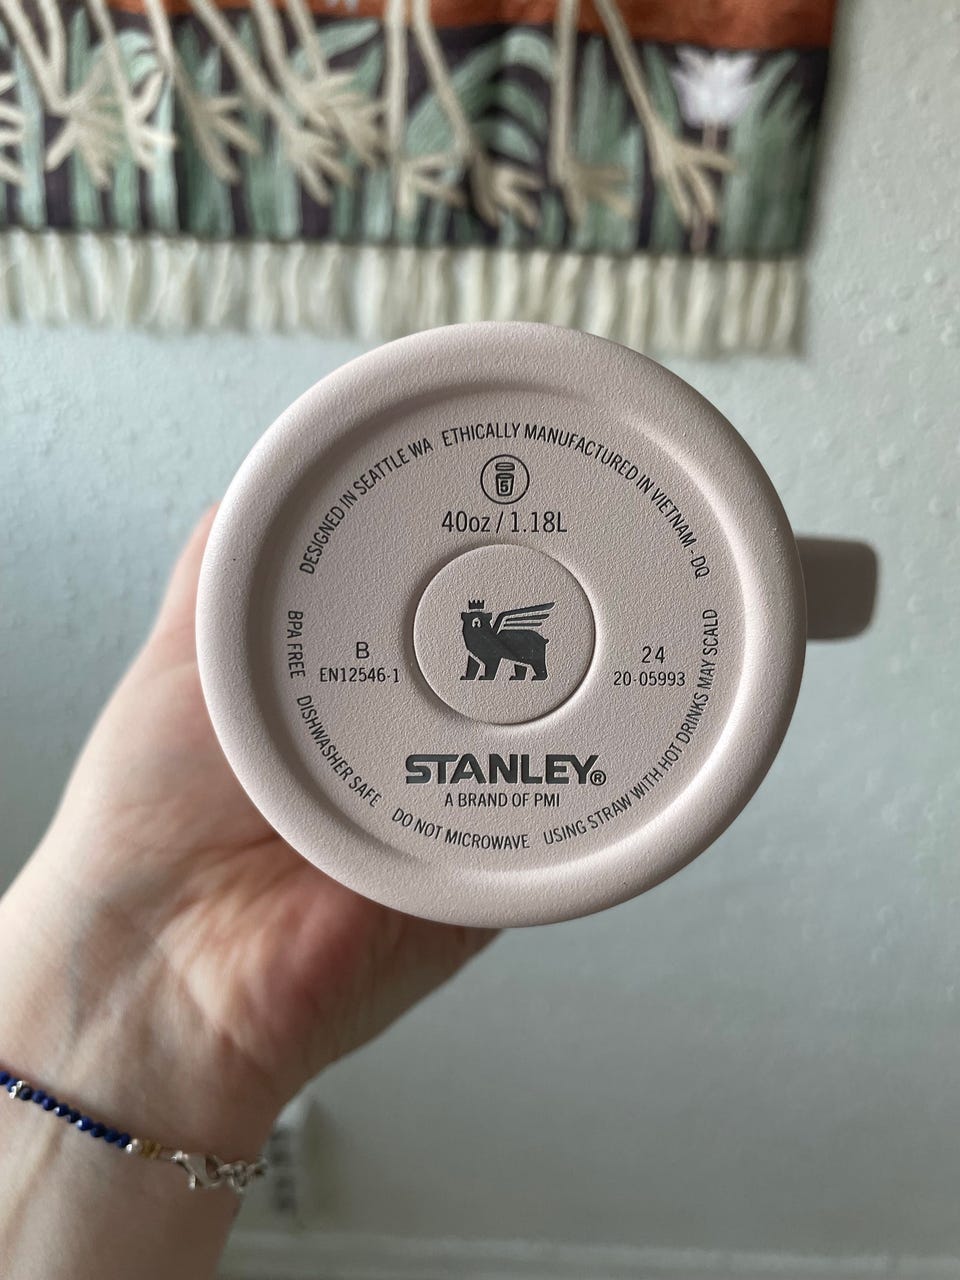 DESIGNED IN SEATTLE WA
ETHICALLY MANUFACTURED IN VIETNAM - DQ
5
40oz / 1.18L
B
EN12546-1
24
20-05993
STANLEY®
A BRAND OF PMI
BPA FREE
DISHWASHER SAFE
DO NOT MICROWAVE
USING STRAW WITH HOT DRINKS MAY SCALD